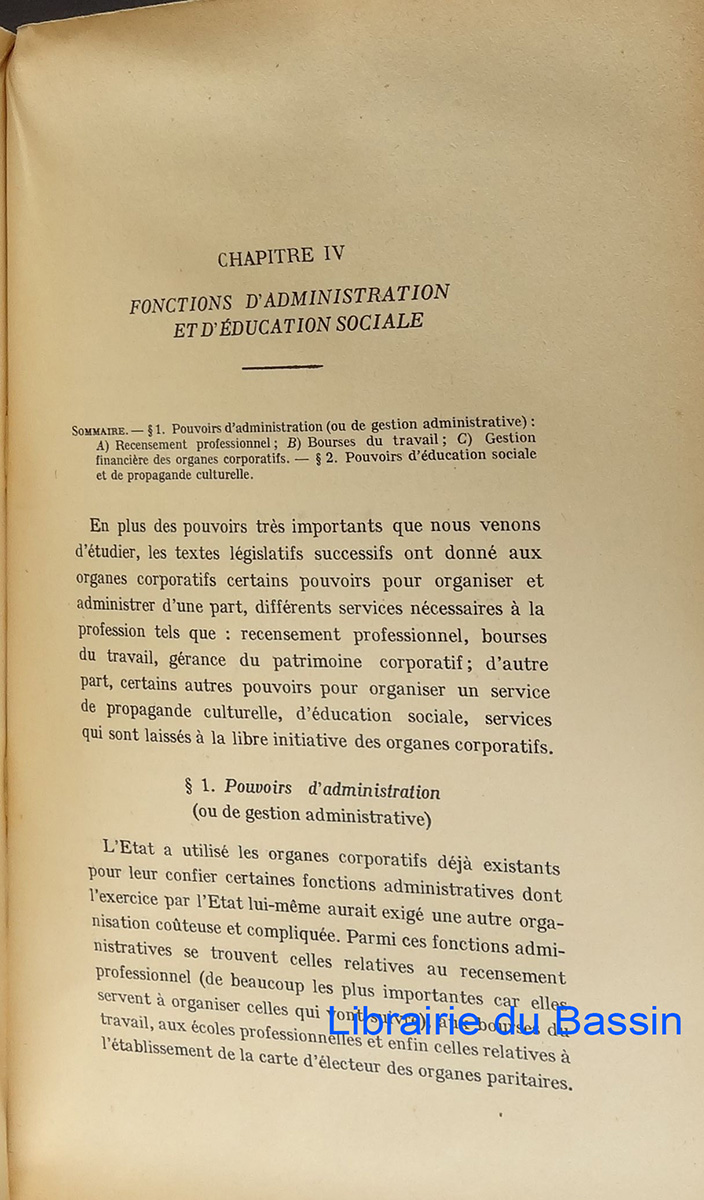 CHAPITRE IV
FONCTIONS D'ADMINISTRATION
ET D'ÉDUCATION SOCIALE
SOMMAIRE. — § 1. Pouvoirs d'administration (ou de gestion administrative) :
A) Recensement professionnel ; B) Bourses du travail ; C) Gestion
financière des organes corporatifs. — § 2. Pouvoirs d'éducation sociale
et de propagande culturelle.
En plus des pouvoirs très importants que nous venons
d'étudier, les textes législatifs successifs ont donné aux
organes corporatifs certains pouvoirs pour organiser et
administrer d'une part, différents services nécessaires à la
profession tels que : recensement professionnel, bourses
du travail, gérance du patrimoine corporatif ; d'autre
part, certains autres pouvoirs pour organiser un service
de propagande culturelle, d'éducation sociale, services
qui sont laissés à la libre initiative des organes corporatifs.
§ 1. Pouvoirs d'administration
(ou de gestion administrative)
L'Etat a utilisé les organes corporatifs déjà existants
pour leur confier certaines fonctions administratives dont
l'exercice par l'Etat lui-même aurait exigé une autre orga-
nisation coûteuse et compliquée. Parmi ces fonctions admi-
nistratives se trouvent celles relatives au recensement
professionnel (de beaucoup les plus importantes car elles
servent à organiser celles qui vont suivre), aux bourses du
travail, aux écoles professionnelles et enfin celles relatives à
l'établissement de la carte d'électeur des organes paritaires.
Librairie du Bassin